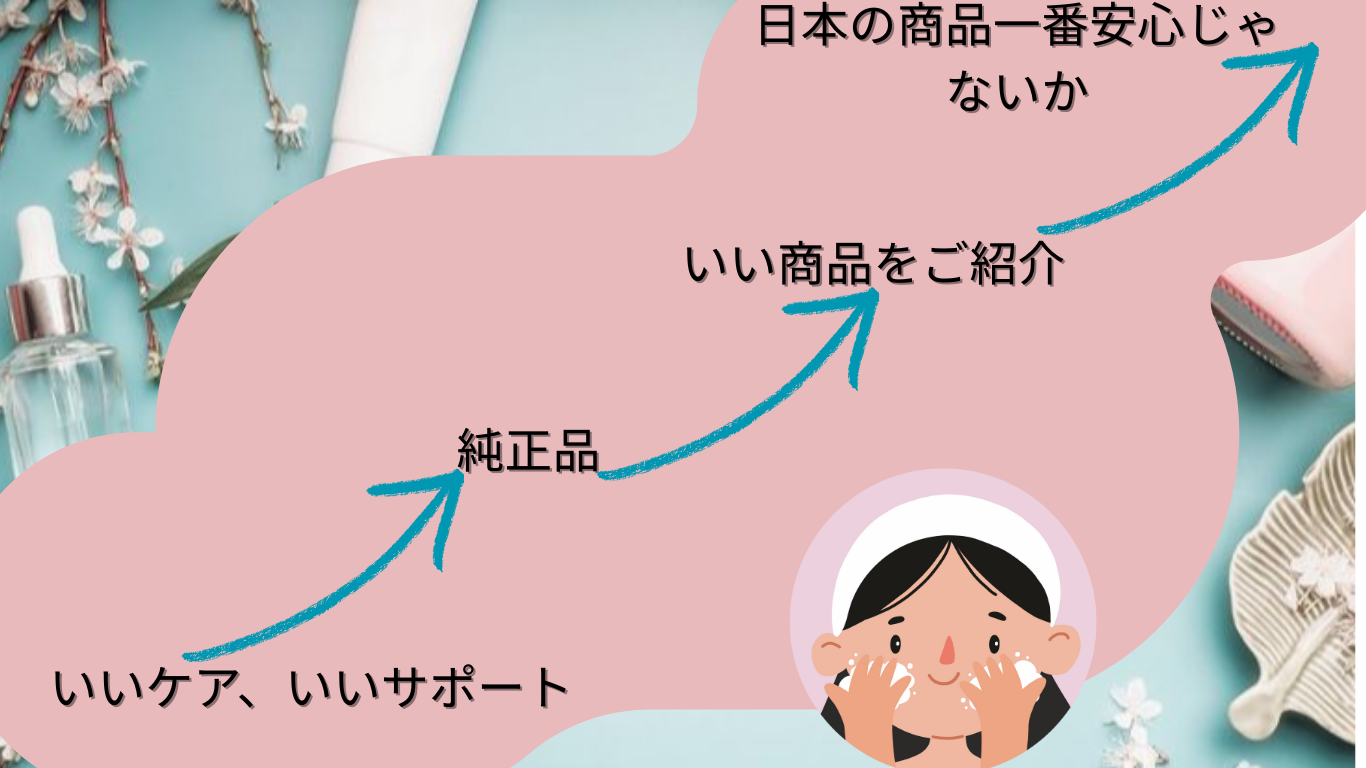 日本の商品一番安心じゃ
ないか
いい商品をご紹介
純正品
いいケア、いいサポート